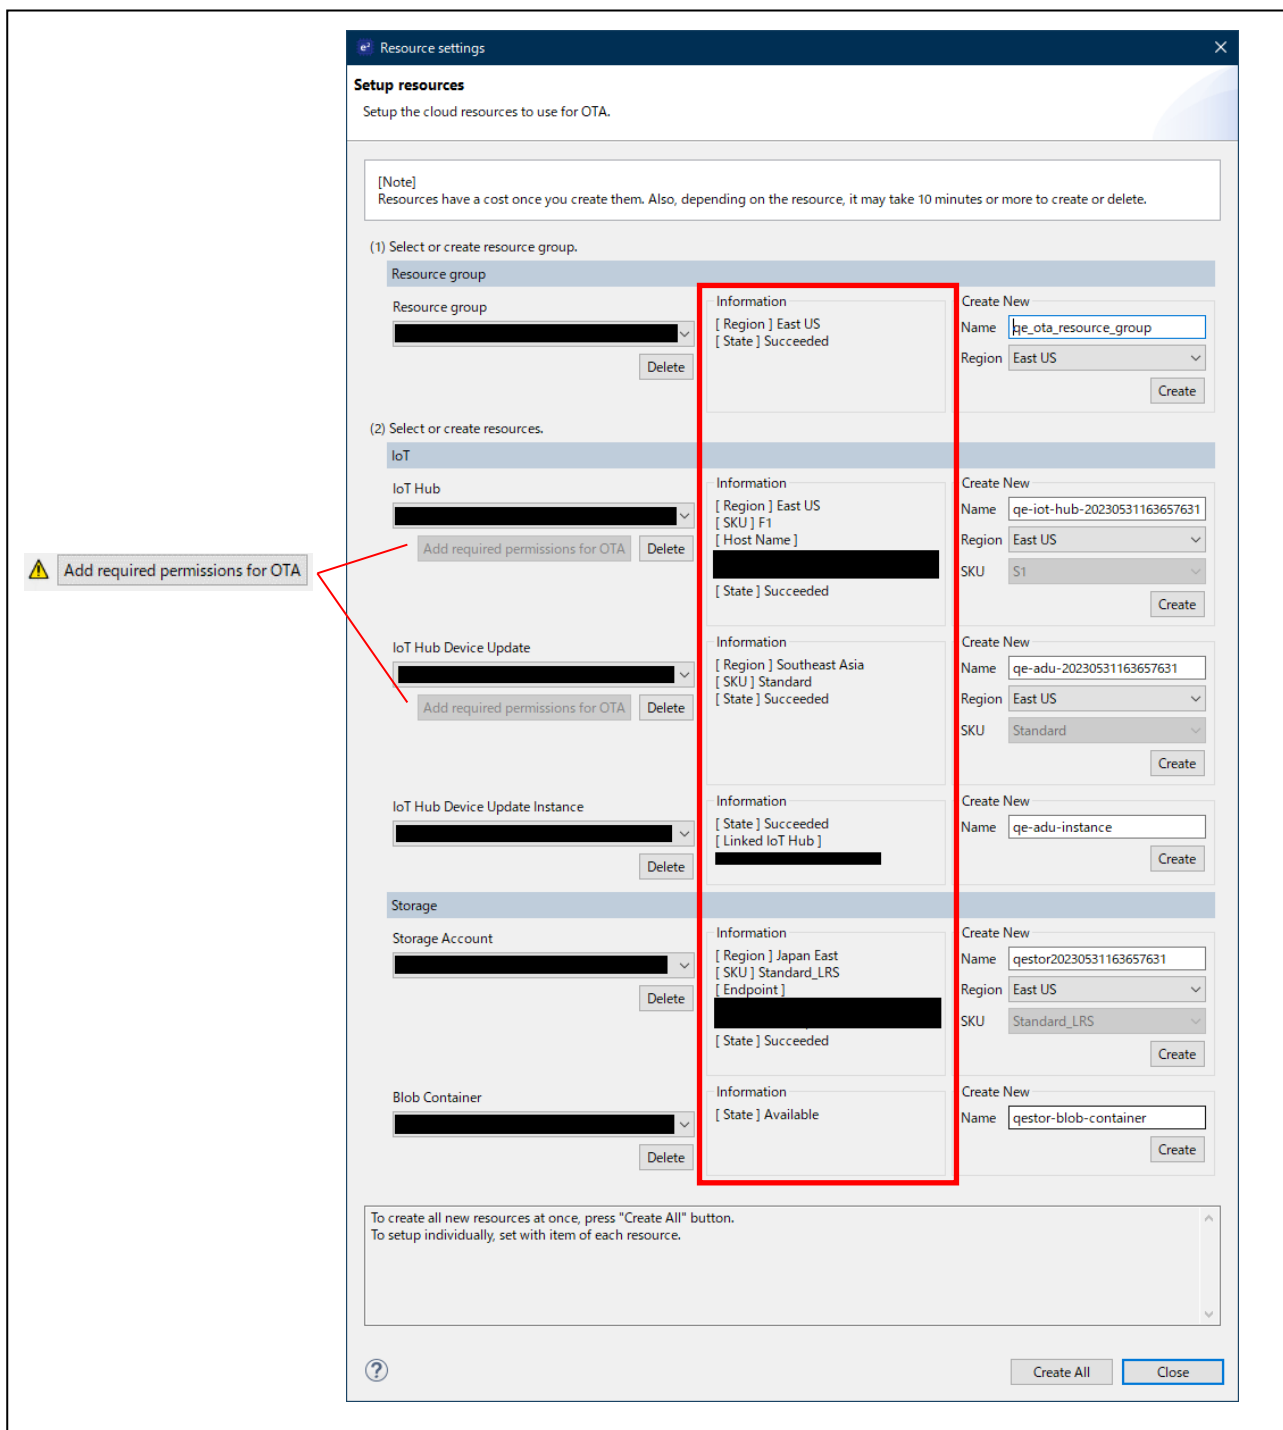 e² Resource settings
Setup resources
Setup the cloud resources to use for OTA.
[Note]
Resources have a cost once you create them. Also, depending on the resource, it may take 10 minutes or more to create or delete.
(1) Select or create resource group.
Resource group
Resource group
Delete
Information
[ Region ] East US
[ State ] Succeeded
Create New
Name qe_ota_resource_group
Region East US
Create
(2) Select or create resources.
IoT
IoT Hub
Add required permissions for OTA Delete
Add required permissions for OTA
Information
[ Region ] East US
[ SKU ] F1
[ Host Name ]
[ State ] Succeeded
Create New
Name qe-iot-hub-20230531163657631
Region East US
SKU S1
Create
IoT Hub Device Update
Add required permissions for OTA Delete
Information
[ Region ] Southeast Asia
[ SKU ] Standard
[ State ] Succeeded
Create New
Name qe-adu-20230531163657631
Region East US
SKU Standard
Create
IoT Hub Device Update Instance
Delete
Information
[ State ] Succeeded
[ Linked IoT Hub ]
Create New
Name qe-adu-instance
Create
Storage
Storage Account
Delete
Information
[ Region ] Japan East
[ SKU ] Standard_LRS
[ Endpoint ]
[ State ] Succeeded
Create New
Name qestor20230531163657631
Region East US
SKU Standard_LRS
Create
Blob Container
Delete
Information
[ State ] Available
Create New
Name qestor-blob-container
Create
To create all new resources at once, press "Create All" button.
To setup individually, set with item of each resource.
? Create All Close